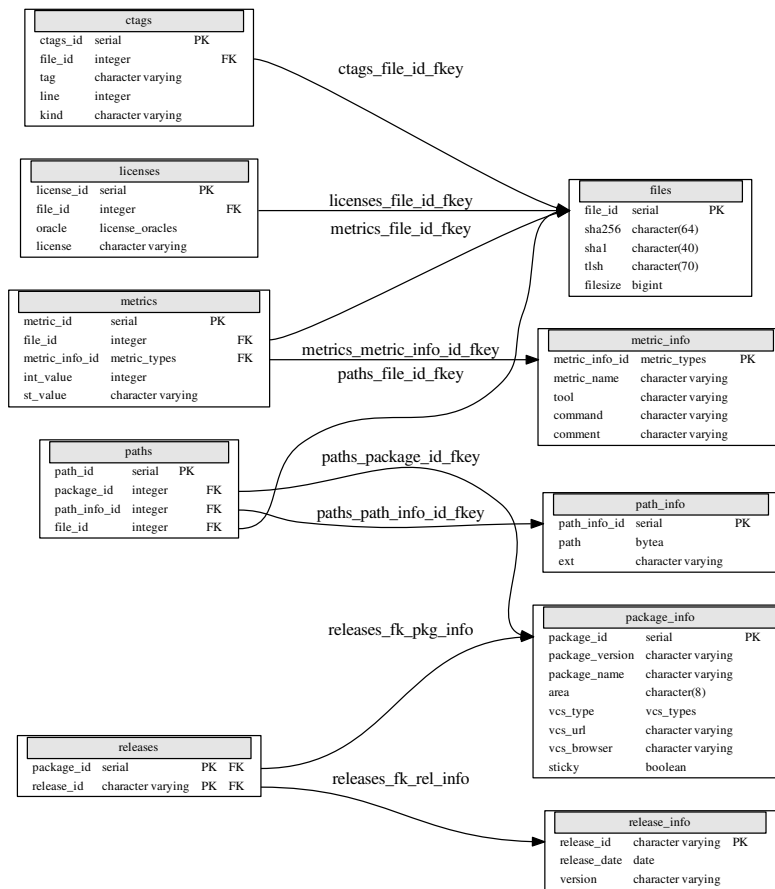 ctags
ctags_id serial PK
file_id integer FK
tag character varying
line integer
kind character varying
licenses
license_id serial PK
file_id integer FK
oracle license_oracles
license character varying
metrics
metric_id serial PK
file_id integer FK
metric_info_id metric_types FK
int_value integer
st_value character varying
paths
path_id serial PK
package_id integer FK
path_info_id integer FK
file_id integer FK
releases
package_id serial PK FK
release_id character varying PK FK
ctags_file_id_fkey
licenses_file_id_fkey
metrics_file_id_fkey
metrics_metric_info_id_fkey
paths_file_id_fkey
paths_package_id_fkey
paths_path_info_id_fkey
releases_fk_pkg_info
releases_fk_rel_info
files
file_id serial PK
sha256 character(64)
sha1 character(40)
tlsh character(70)
filesize bigint
metric_info
metric_info_id metric_types PK
metric_name character varying
tool character varying
command character varying
comment character varying
path_info
path_info_id serial PK
path bytea
ext character varying
package_info
package_id serial PK
package_version character varying
package_name character varying
area character(8)
vcs_type vcs_types
vcs_url character varying
vcs_browser character varying
sticky boolean
release_info
release_id character varying PK
release_date date
version character varying